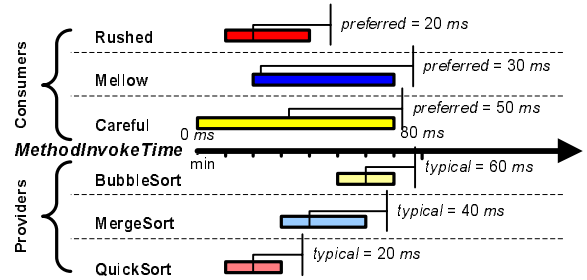 Consumers
Rushed
preferred = 20 ms
Mellow
preferred = 30 ms
Careful
preferred = 50 ms
0 ms
80 ms
MethodInvokeTime
min
Providers
BubbleSort
typical = 60 ms
MergeSort
typical = 40 ms
QuickSort
typical = 20 ms